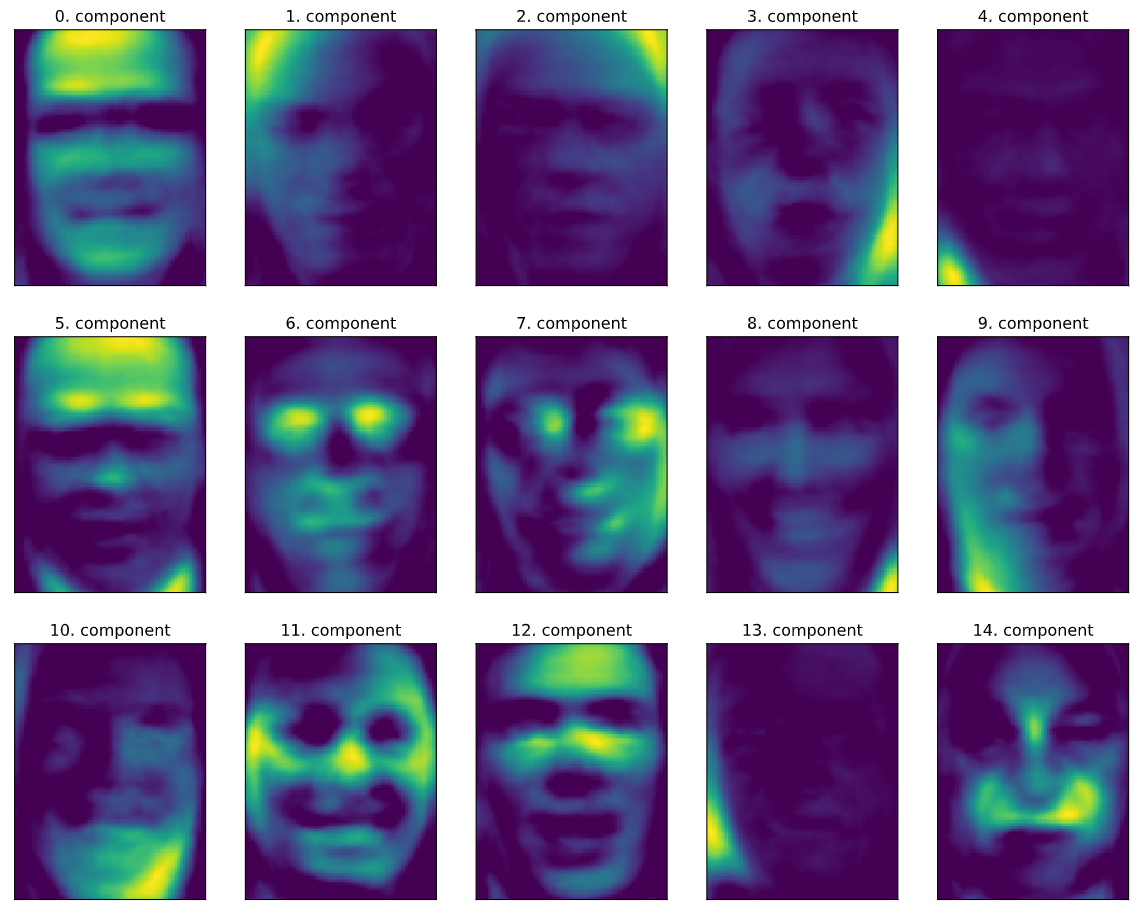 0. component
1. component
2. component
3. component
4. component
5. component
6. component
7. component
8. component
9. component
10. component
11. component
12. component
13. component
14. component